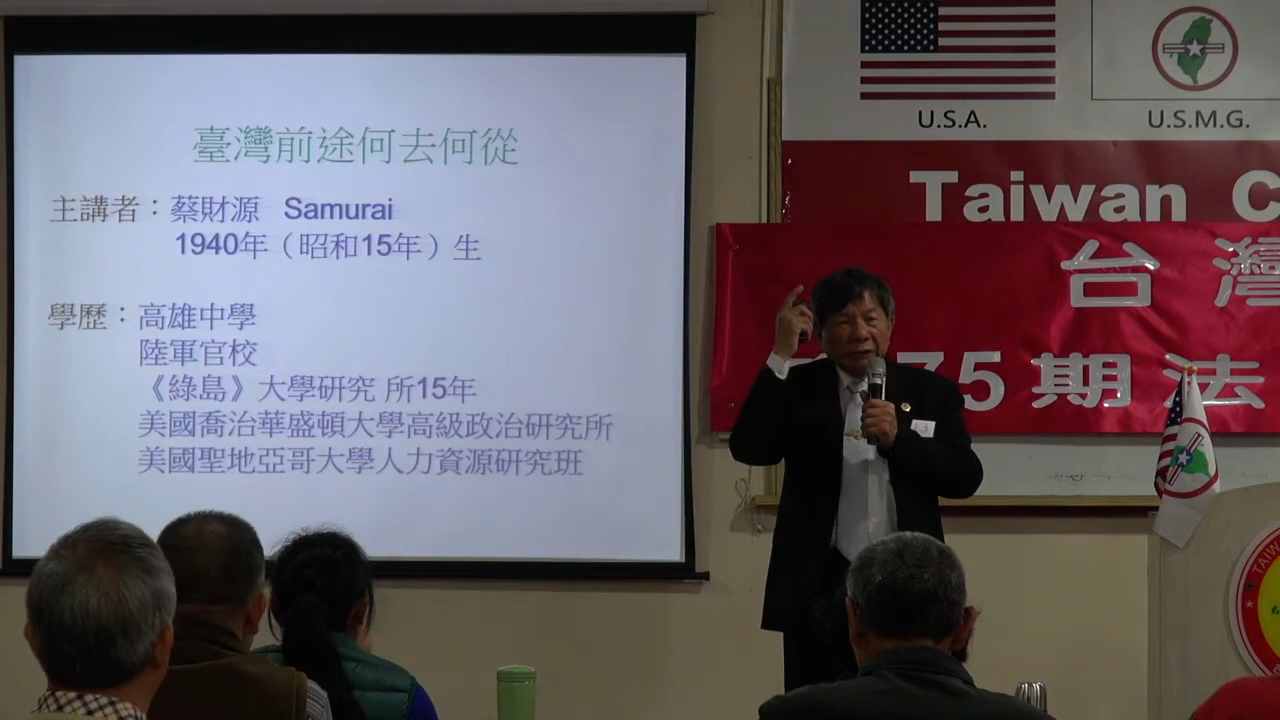 臺灣前途何去何從
主講者：蔡財源 Samurai
1940年（昭和15年）生
學歷：高雄中學
陸軍官校
《綠島》大學研究 所15年
美國喬治華盛頓大學高級政治研究所
美國聖地亞哥大學人力資源研究班
U.S.A.
U.S.M.G.
Taiwan C
台灣
75期法
TAIWA